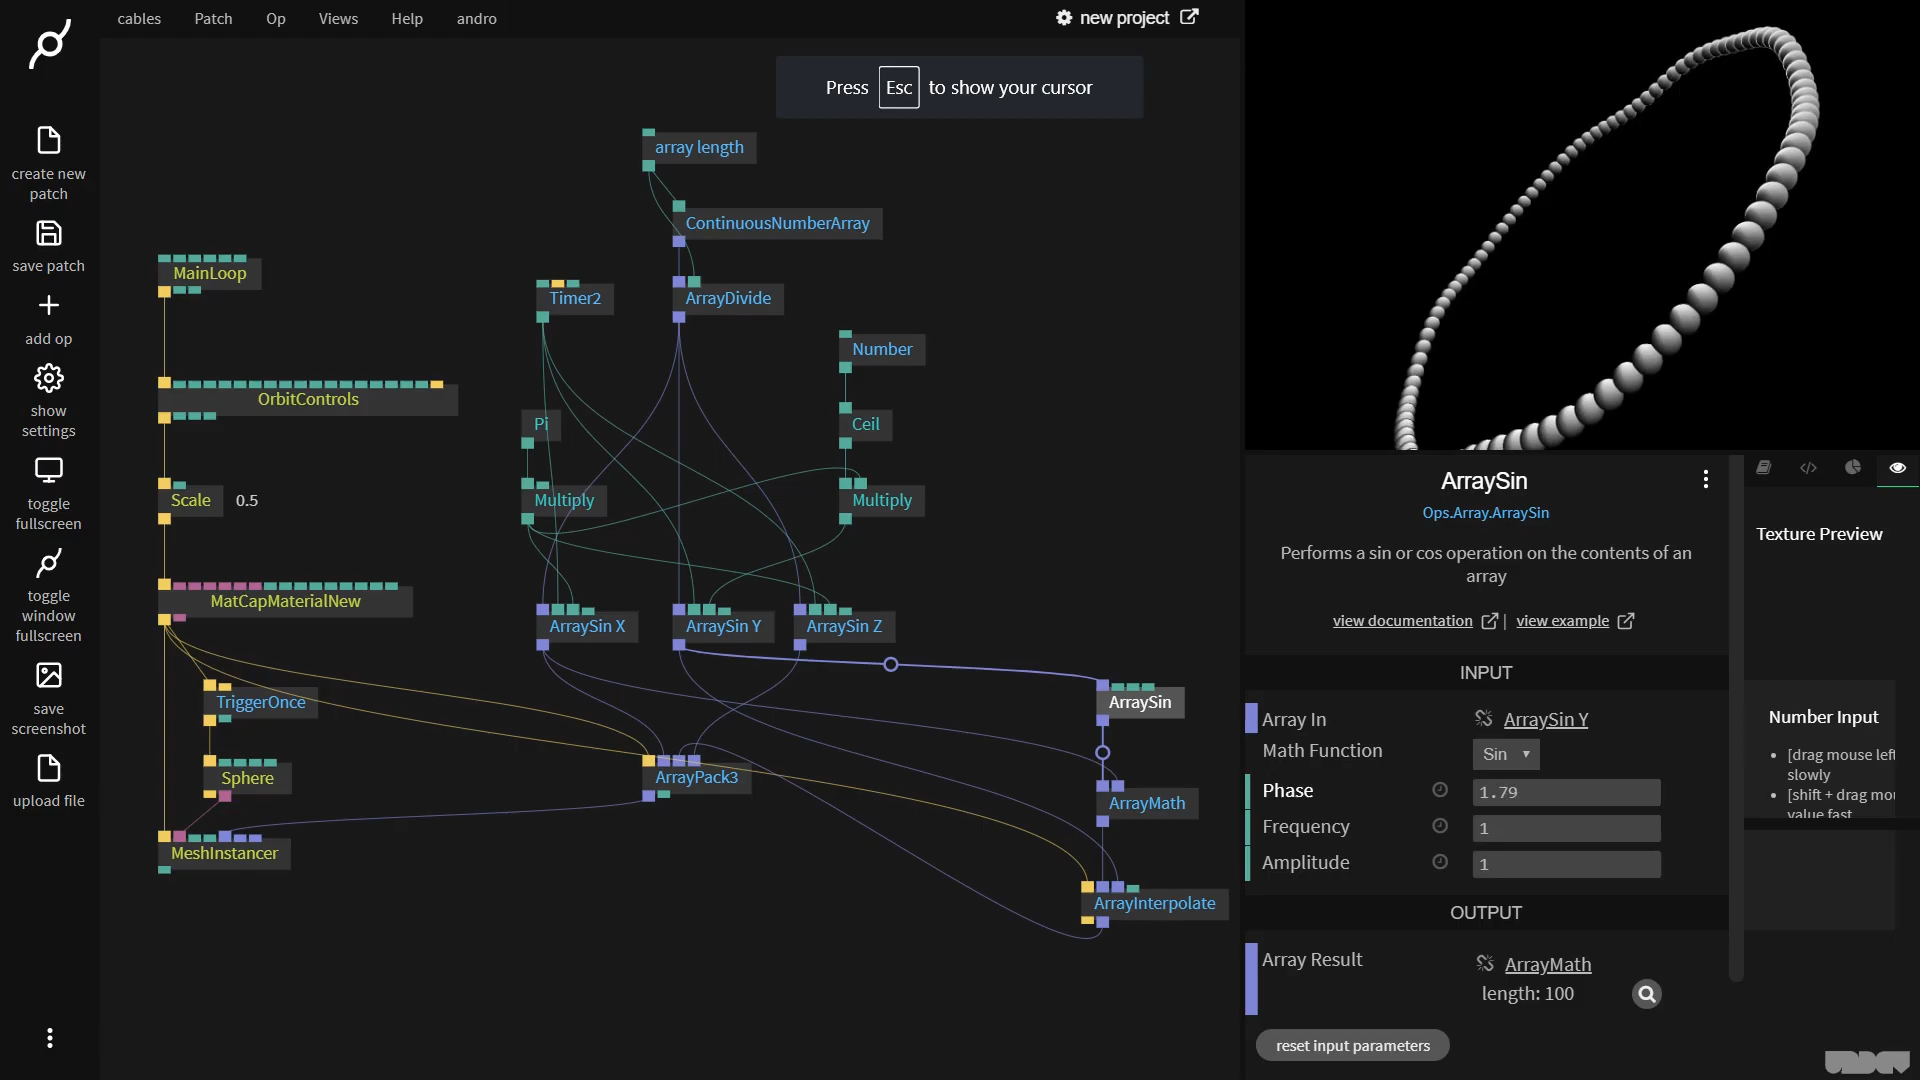 cables
Patch
Op
Views
Help
andro
new project
Press Esc to show your cursor
create new
patch
save patch
add op
show
settings
toggle
fullscreen
toggle
window
fullscreen
save
screenshot
upload file
array length
ContinuousNumberArray
MainLoop
Timer2
ArrayDivide
Number
OrbitControls
Pi
Ceil
Scale
0.5
Multiply
Multiply
MatCapMaterialNew
ArraySin X
ArraySin Y
ArraySin Z
TriggerOnce
ArraySin
Sphere
ArrayPack3
ArrayMath
MeshInstancer
ArrayInterpolate
ArraySin
Ops.Array.ArraySin
Performs a sin or cos operation on the contents of an
array
view documentation | view example
INPUT
Array In
ArraySin Y
Math Function
Sin
Phase
1.79
Frequency
1
Amplitude
1
OUTPUT
Array Result
ArrayMath
length: 100
reset input parameters
Texture Preview
Number Input
[drag mouse left
slowly
[shift + drag mou
value fast